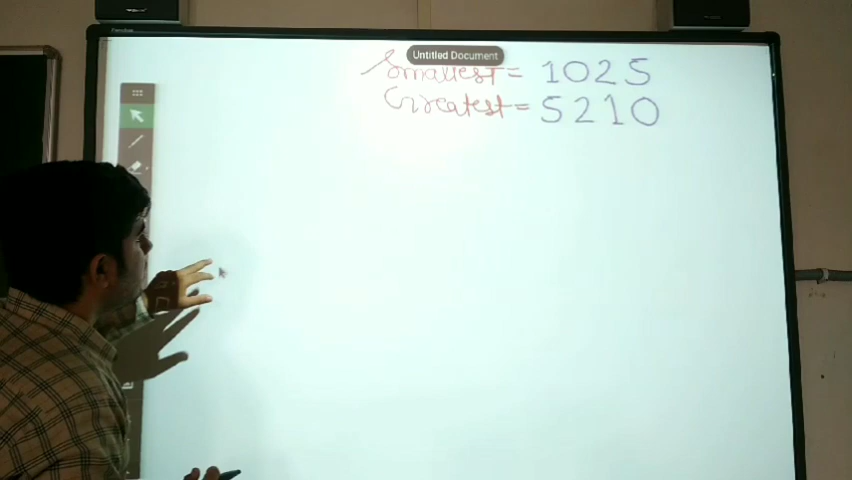 Untitled Document
Smallest = 1025
Greatest = 5210